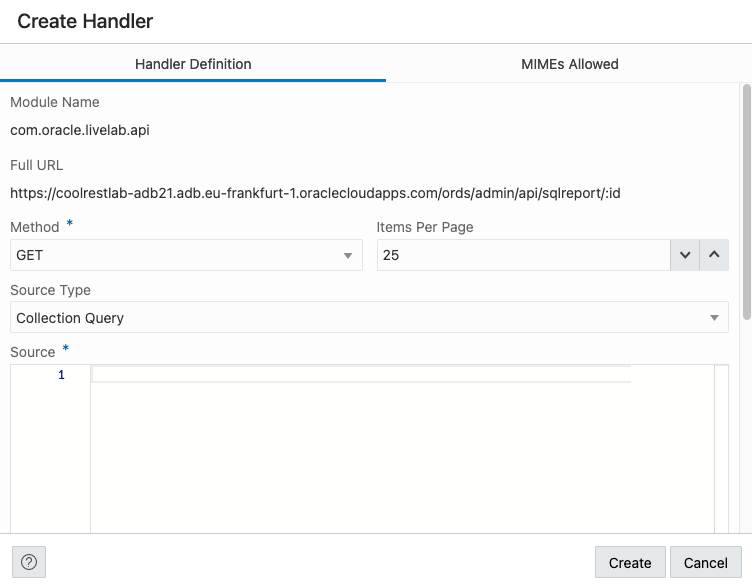 Create Handler
Handler Definition
MIMEs Allowed
Module Name
com.oracle.livelab.api
Full URL
https://coolrestlab-adb21.adb.eu-frankfurt-1.oraclecloudapps.com/ords/admin/api/sqlreport/:id
Method *
Items Per Page
GET
25
Source Type
Collection Query
Source *
1
?
Create
Cancel